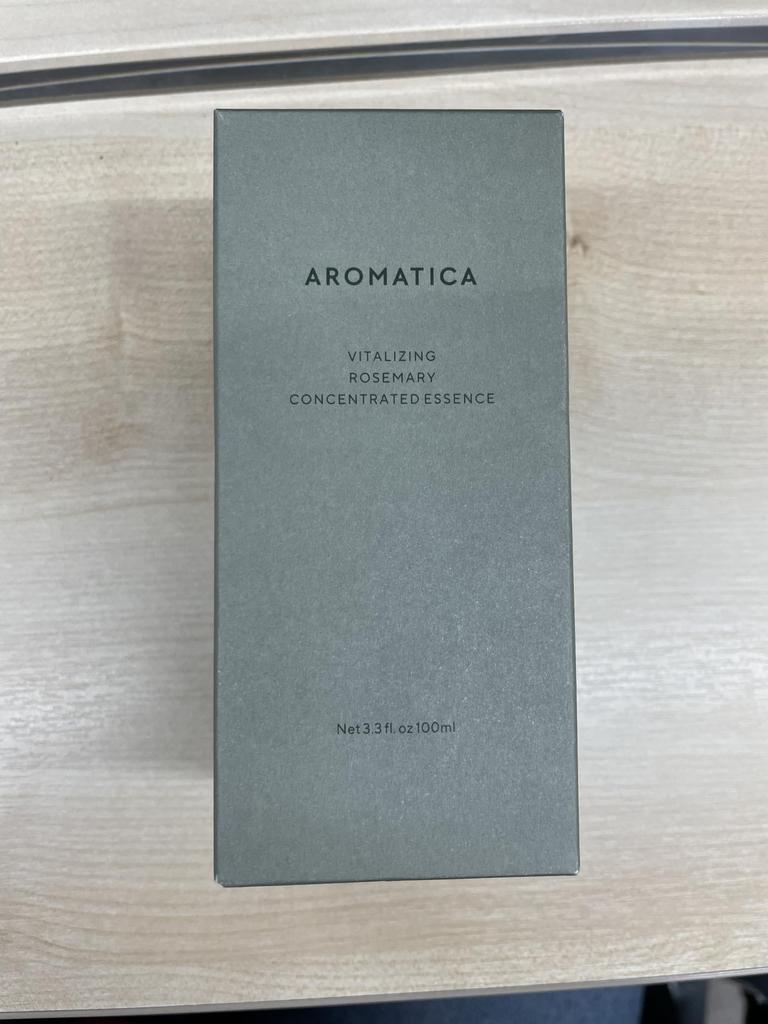 AROMATICA
VITALIZING
ROSEMARY
CONCENTRATED ESSENCE
Net 3.3 fl. oz 100ml